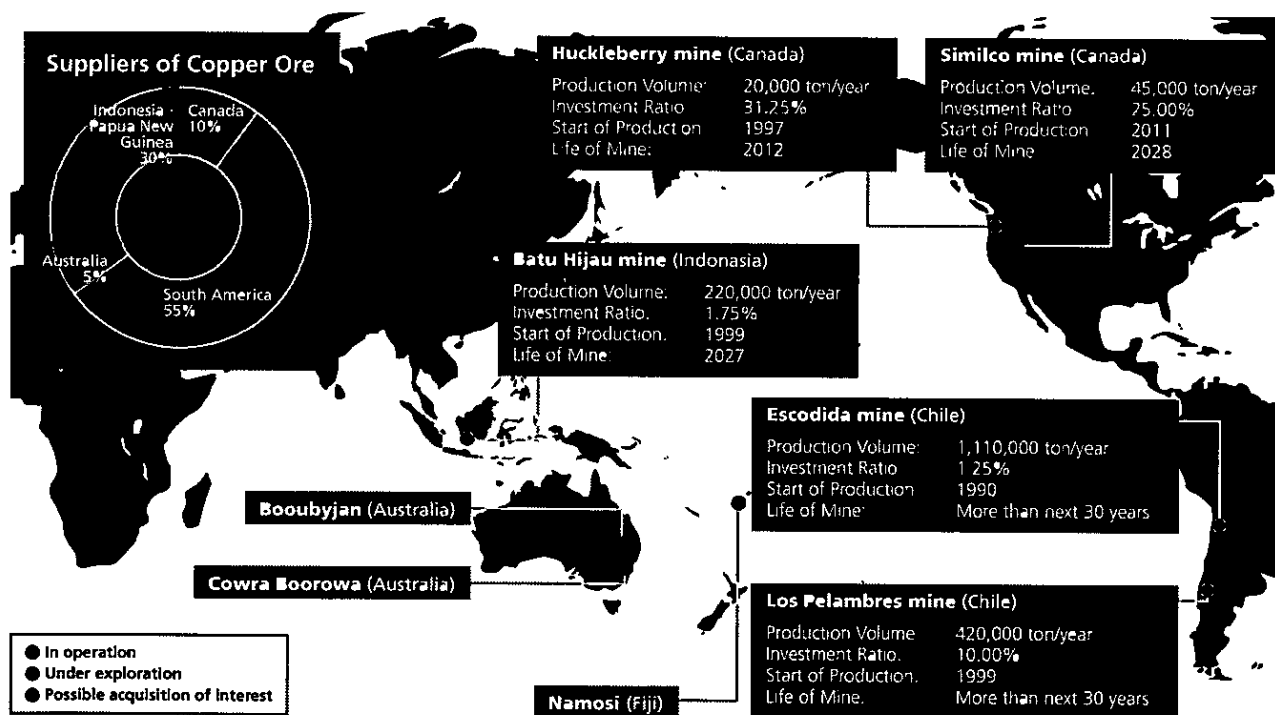 Suppliers of Copper Ore
Indonesia ·
Papua New
Guinea
30%
Canada
10%
Australia
5%
South America
55%
Huckleberry mine (Canada)
Production Volume: 20,000 ton/year
Investment Ratio 31.25%
Start of Production 1997
Life of Mine: 2012
Similco mine (Canada)
Production Volume. 45,000 ton/year
Investment Ratio 25.00%
Start of Production 2011
Life of Mine 2028
Batu Hijau mine (Indonasia)
Production Volume: 220,000 ton/year
Investment Ratio. 1.75%
Start of Production. 1999
Life of Mine: 2027
Escodida mine (Chile)
Production Volume: 1,110,000 ton/year
Investment Ratio 1.25%
Start of Production 1990
Life of Mine: More than next 30 years
Booubyjan (Australia)
Cowra Boorowa (Australia)
Los Pelambres mine (Chile)
Production Volume 420,000 ton/year
Investment Ratio. 10.00%
Start of Production. 1999
Life of Mine. More than next 30 years
Namosi (Fiji)
In operation
Under exploration
Possible acquisition of interest